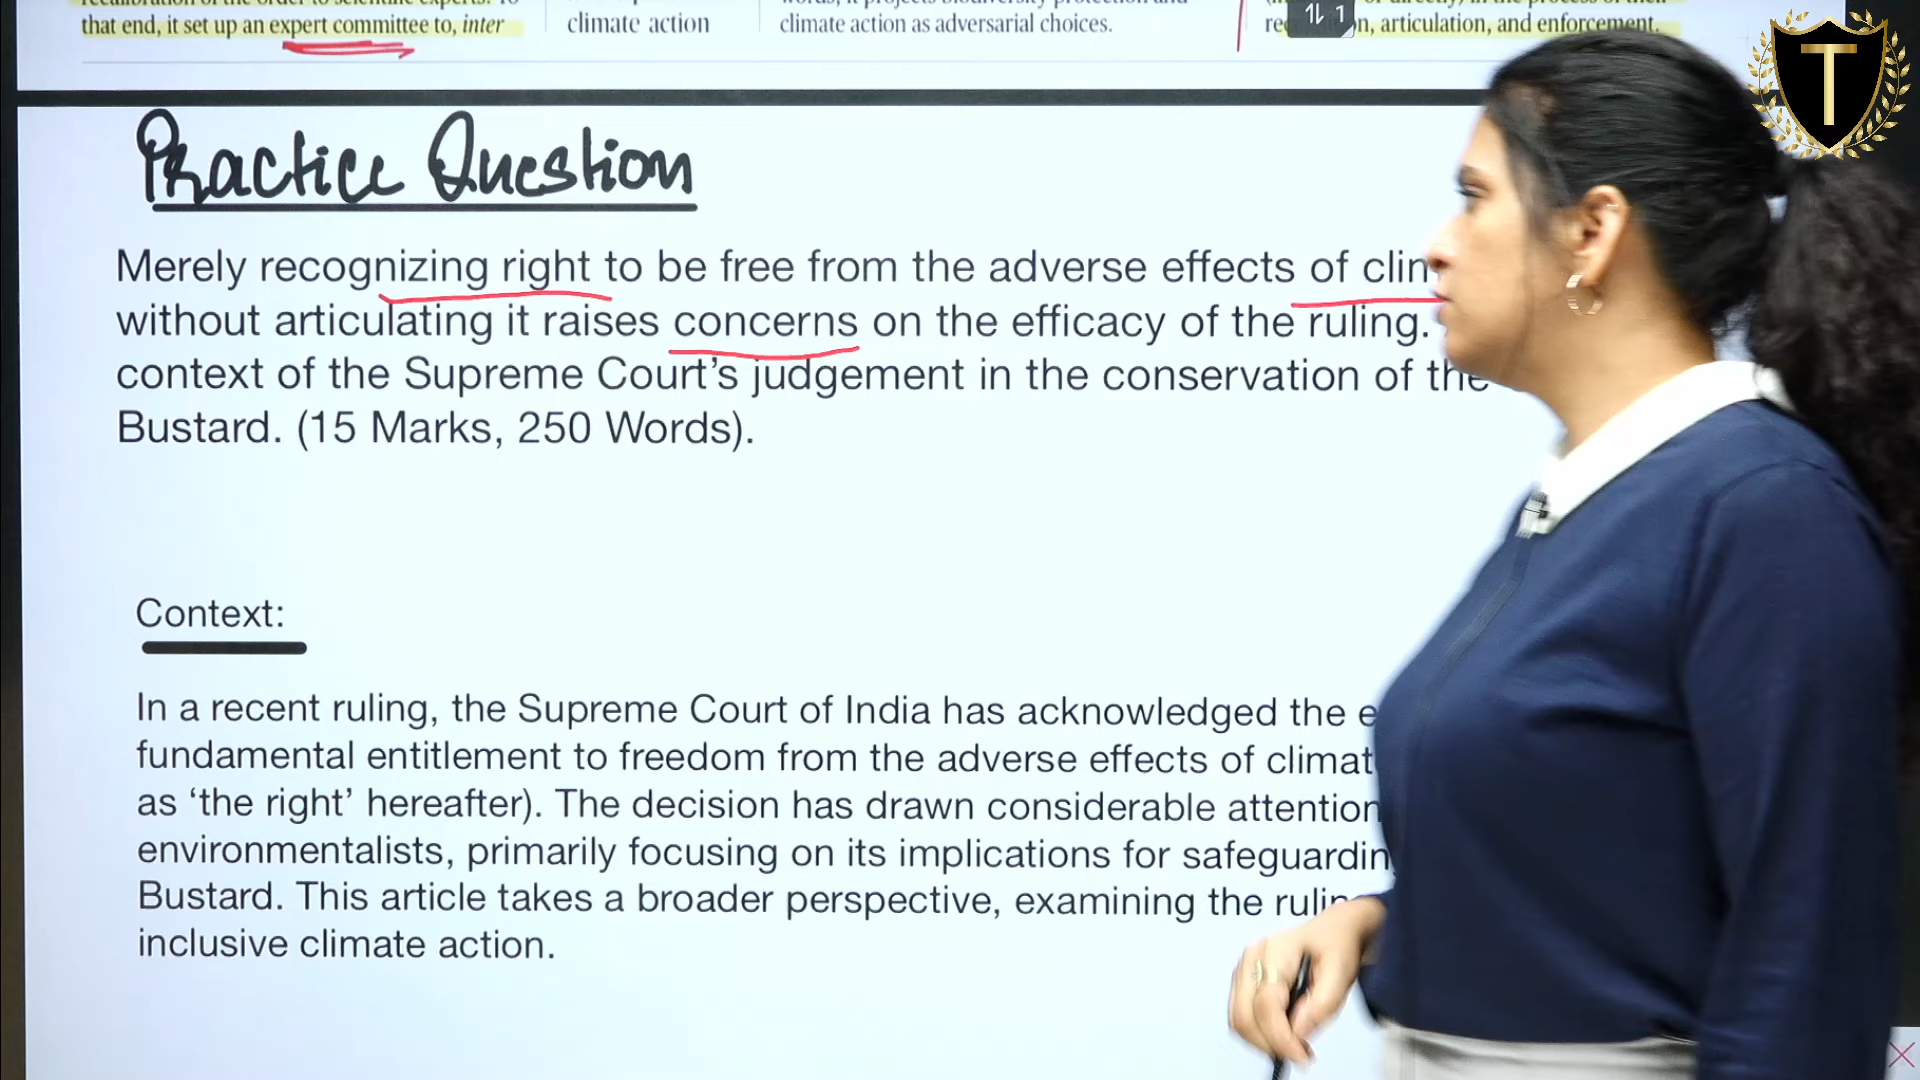 that end, it set up an expert committee to, inter
climate action
climate action as adversarial choices.
articulation, and enforcement.
1
T
Practice Question
Merely recognizing right to be free from the adverse effects of
without articulating it raises concerns on the efficacy of the ruling.
context of the Supreme Court's judgement in the conservation of the
Bustard. (15 Marks, 250 Words).
Context:
In a recent ruling, the Supreme Court of India has acknowledged the
fundamental entitlement to freedom from the adverse effects of
as 'the right' hereafter). The decision has drawn considerable attention
environmentalists, primarily focusing on its implications for
Bustard. This article takes a broader perspective, examining the
inclusive climate action.